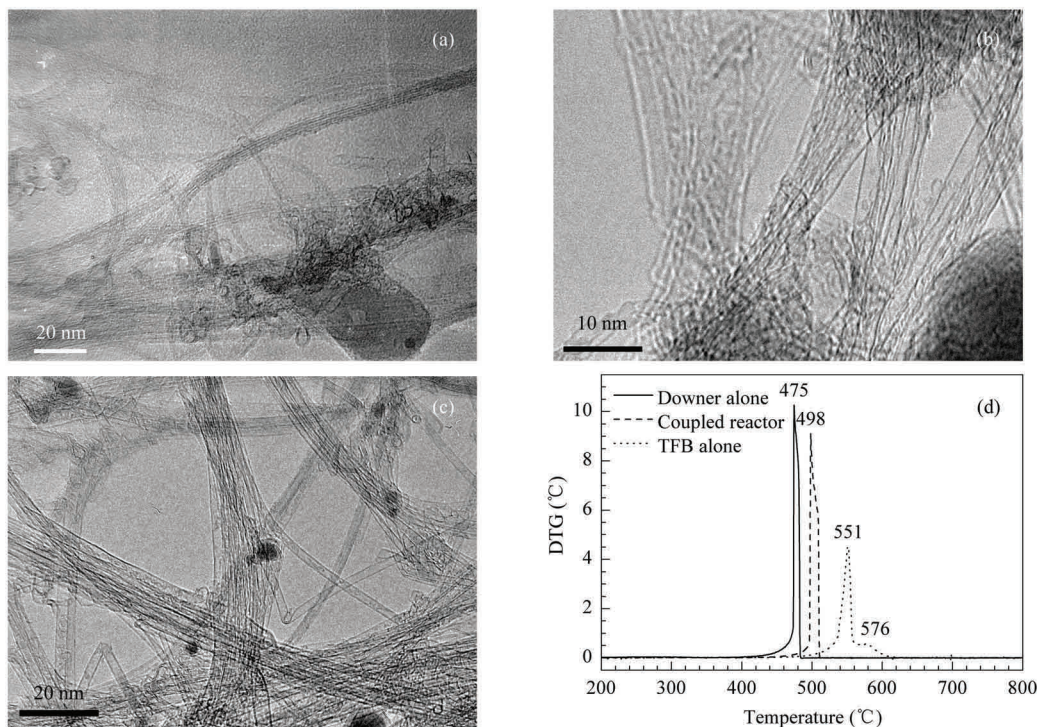 (a)
20 nm
(b)
10 nm
(c)
20 nm
(d)
Downer alone
Coupled reactor
TFB alone
475
498
551
576
DTG (℃)
10
8
6
4
2
0
200 300 400 500 600 700 800
Temperature (℃)